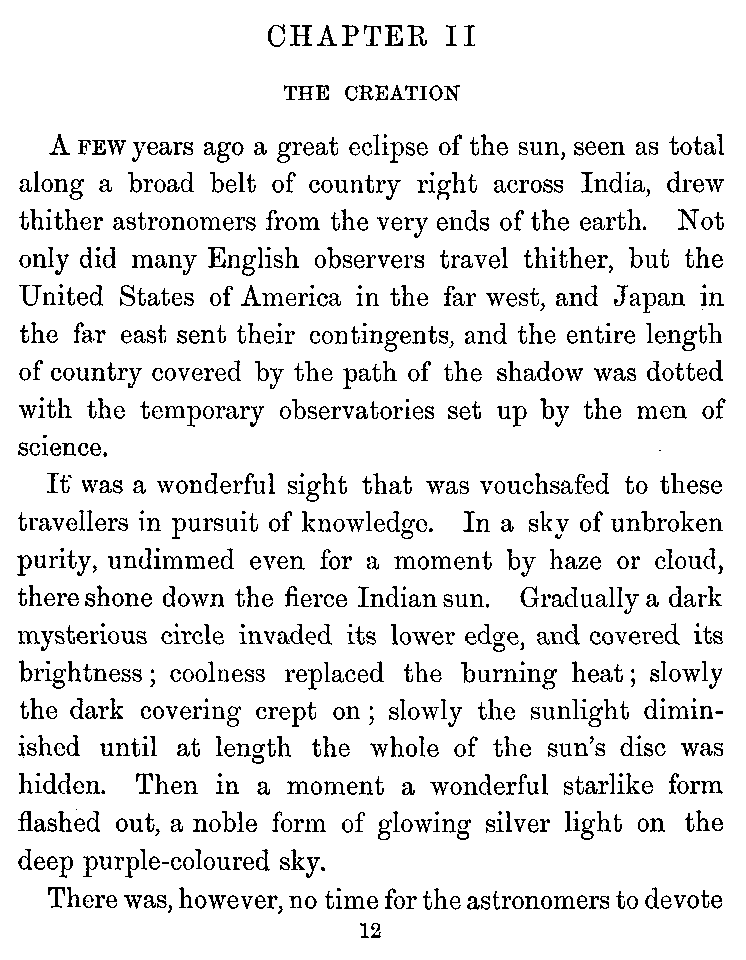 CHAPTER II
THE CREATION
A FEW years ago a great eclipse of the sun, seen as total
along a broad belt of country right across India, drew
thither astronomers from the very ends of the earth. Not
only did many English observers travel thither, but the
United States of America in the far west, and Japan in
the far east sent their contingents, and the entire length
of country covered by the path of the shadow was dotted
with the temporary observatories set up by the men of
science.
It was a wonderful sight that was vouchsafed to these
travellers in pursuit of knowledge. In a sky of unbroken
purity, undimmed even for a moment by haze or cloud,
there shone down the fierce Indian sun. Gradually a dark
mysterious circle invaded its lower edge, and covered its
brightness; coolness replaced the burning heat; slowly
the dark covering crept on; slowly the sunlight dimin-
ished until at length the whole of the sun's disc was
hidden. Then in a moment a wonderful starlike form
flashed out, a noble form of glowing silver light on the
deep purple-coloured sky.
There was, however, no time for the astronomers to devote
12